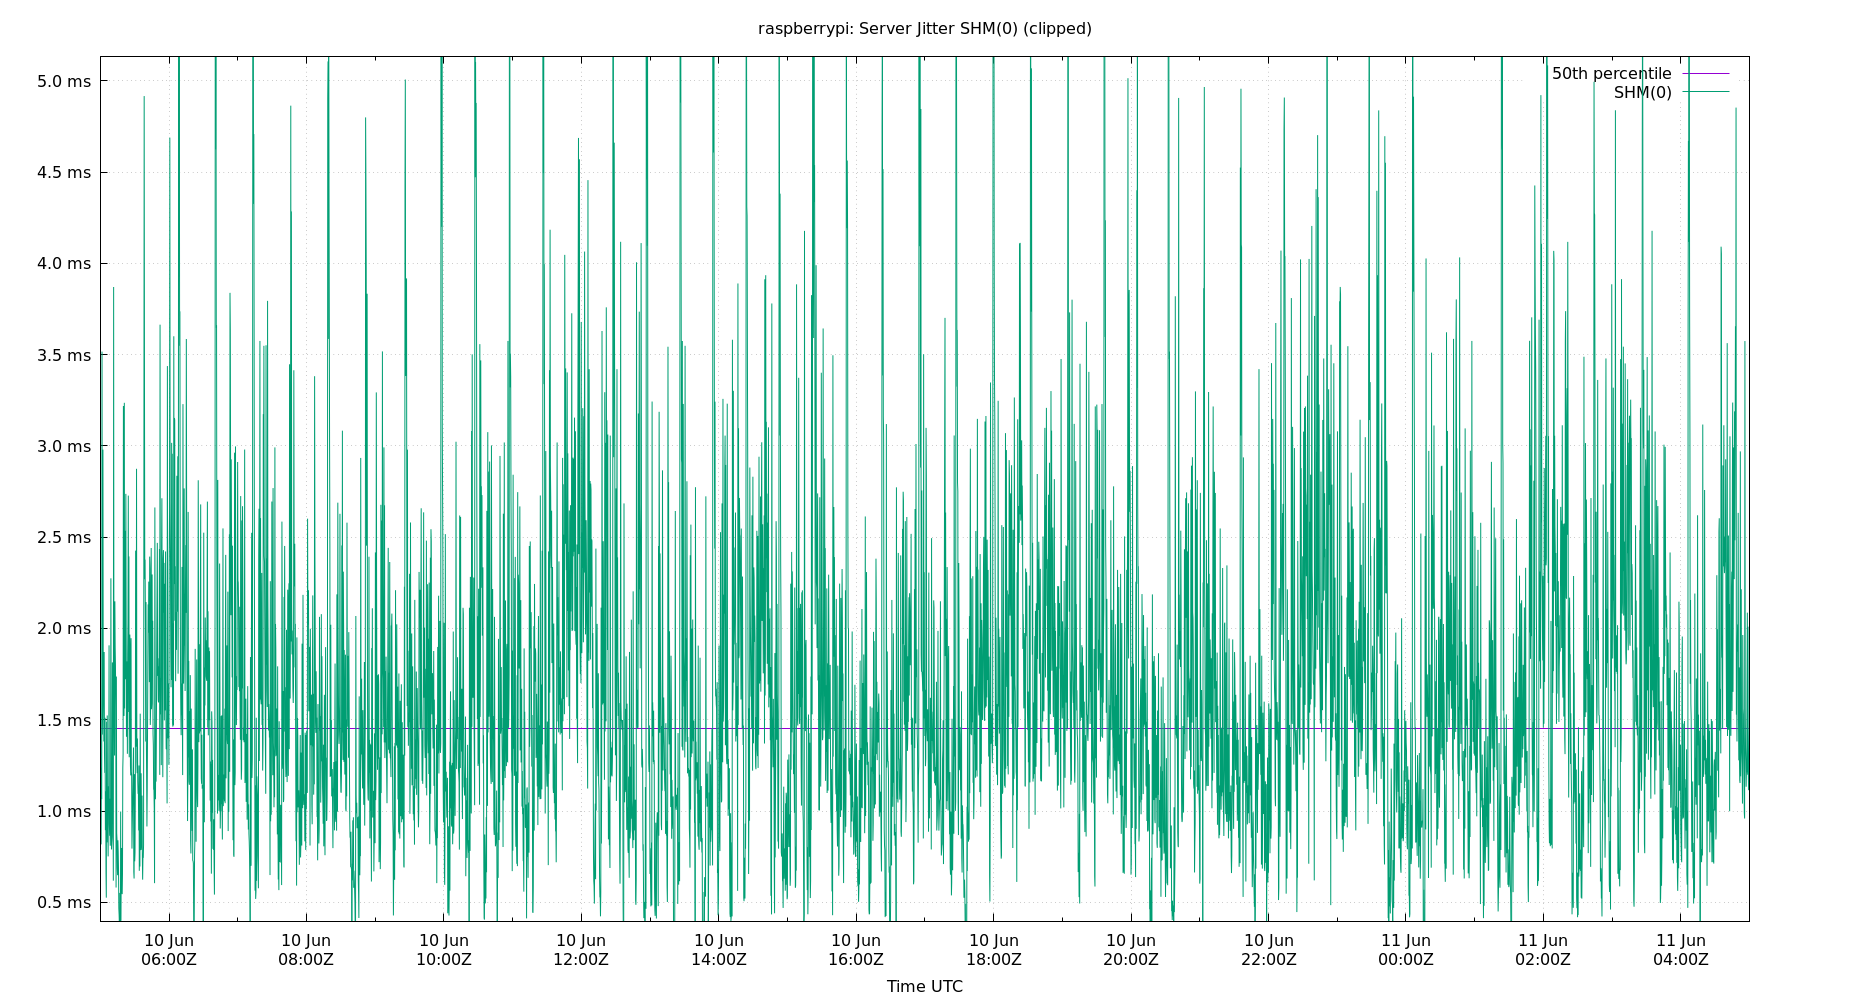 raspberrypi: Server Jitter SHM(0) (clipped)
50th percentile
SHM(0)
5.0 ms
4.5 ms
4.0 ms
3.5 ms
3.0 ms
2.5 ms
2.0 ms
1.5 ms
1.0 ms
0.5 ms
10 Jun 10 Jun 10 Jun 10 Jun 10 Jun 10 Jun 10 Jun 10 Jun 10 Jun 11 Jun 11 Jun 11 Jun
06:00Z 08:00Z 10:00Z 12:00Z 14:00Z 16:00Z 18:00Z 20:00Z 22:00Z 00:00Z 02:00Z 04:00Z
Time UTC